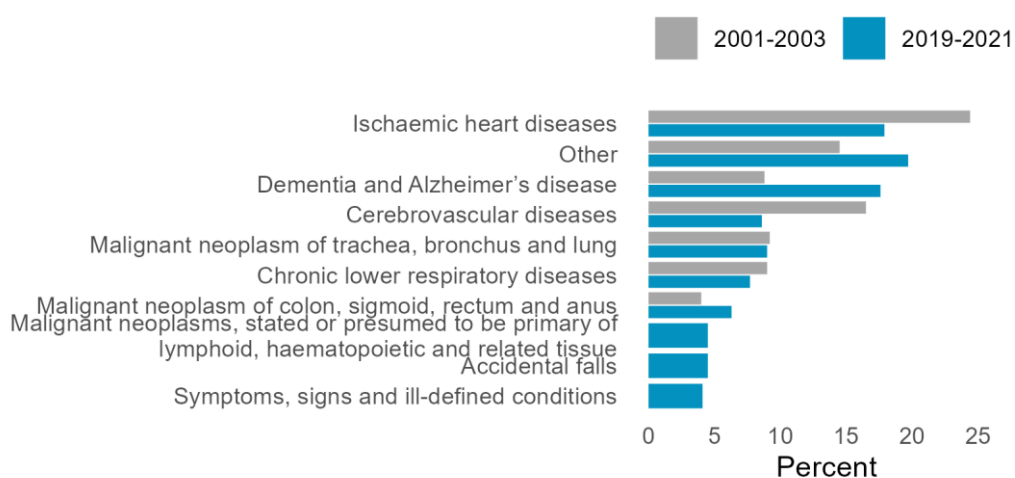 2001-2003 2019-2021
Ischaemic heart diseases
Other
Dementia and Alzheimer’s disease
Cerebrovascular diseases
Malignant neoplasm of trachea, bronchus and lung
Chronic lower respiratory diseases
Malignant neoplasm of colon, sigmoid, rectum and anus
Malignant neoplasms, stated or presumed to be primary of
lymphoid, haematopoietic and related tissue
Accidental falls
Symptoms, signs and ill-defined conditions
0 5 10 15 20 25
Percent